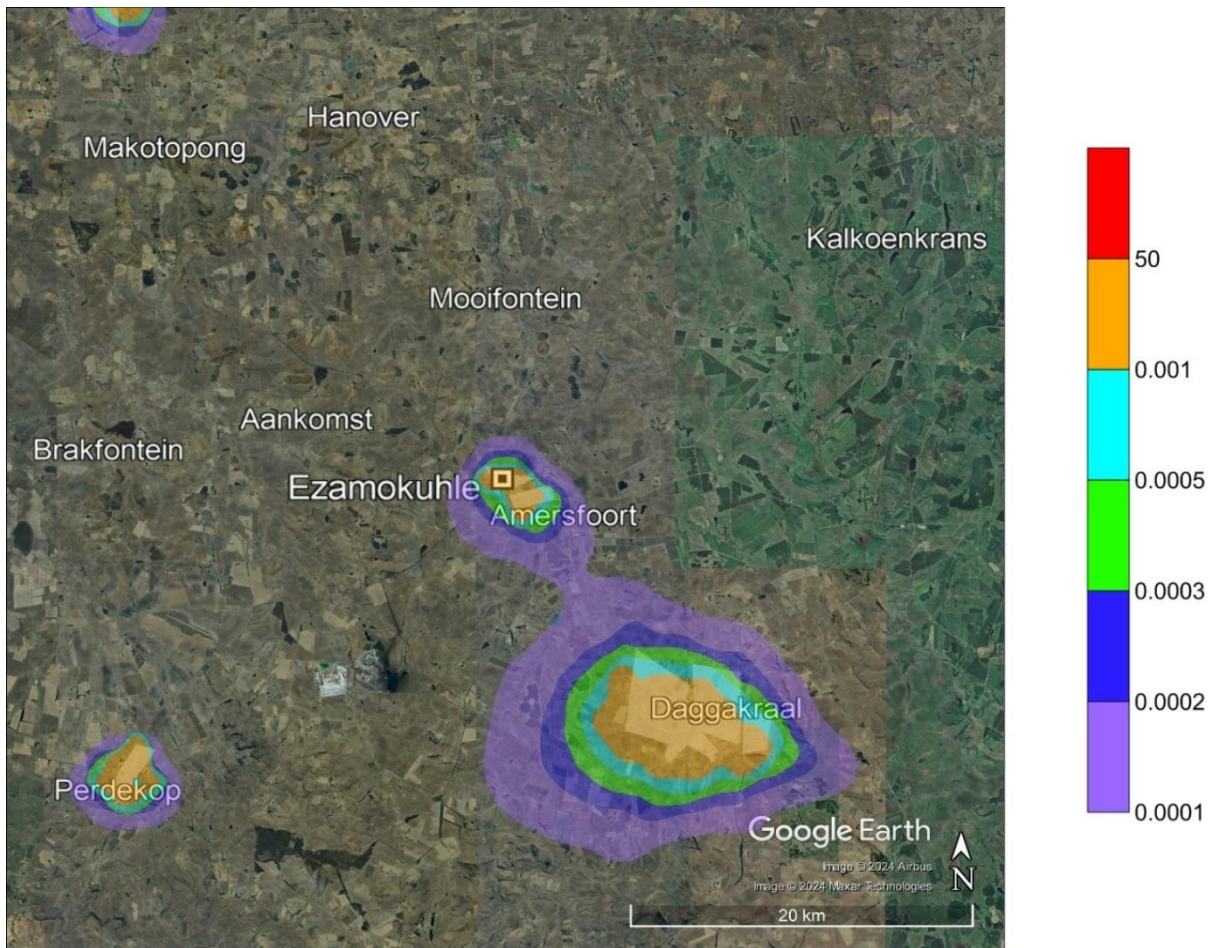 Hanover
Makotopong
Kalkoenkrans
Mooifontein
Aankomst
Brakfontein
Ezamokuhle
Amersfoort
Daggakraal
Perdekop
Google Earth
Image © 2024 Airbus
Image © 2024 Maxar Technologies
N
20 km
50
0.001
0.0005
0.0003
0.0002
0.0001